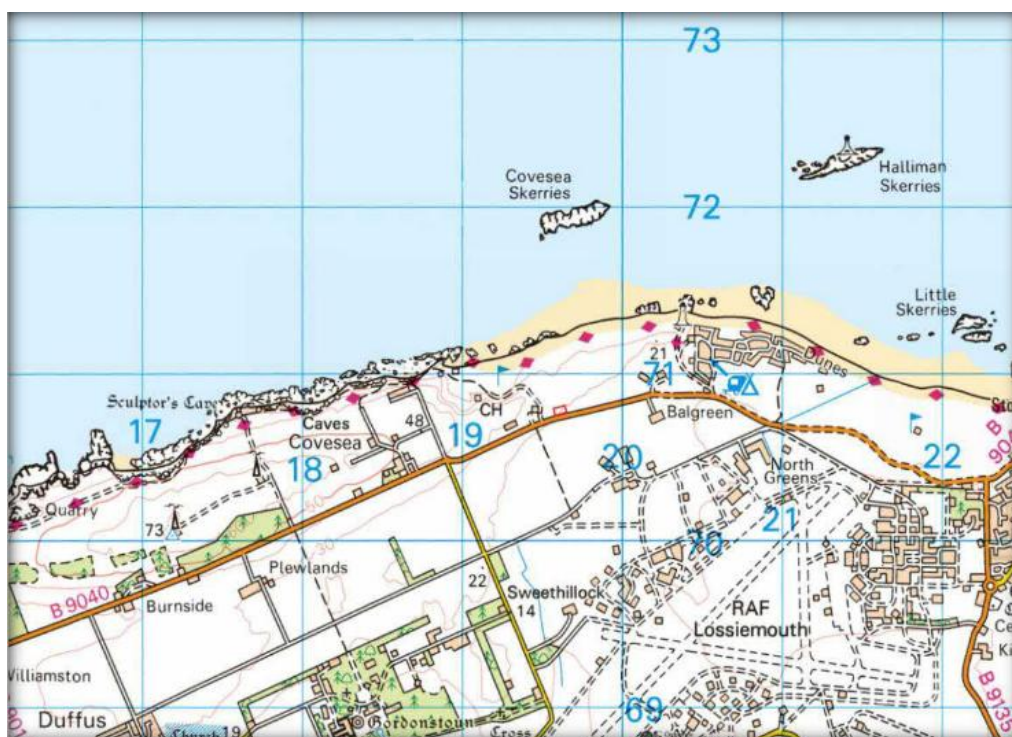 73
Halliman
Skerries
Covesea
Skerries
72
Little
Skerries
21
71
Dunes
Sculptor's Cave
17
Caves
Covesea
48
CH
19
Balgreen
18
20
North
Greens
22
B
Quarry
73
21
70
B 9040
Plewlands
Burnside
22
Sweethillock
14
RAF
Lossiemouth
Duffus
Gordonstoun
69
19
Cross
B 9135